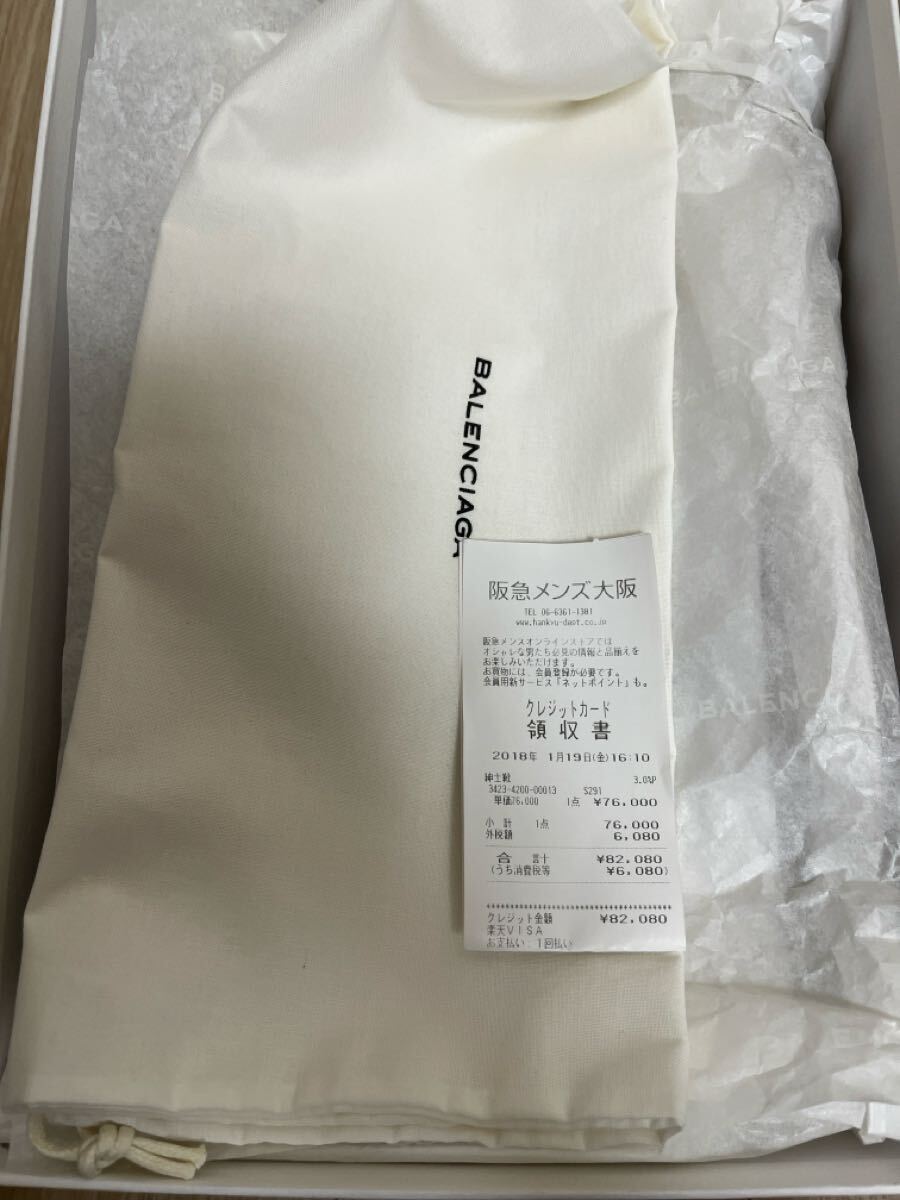 BALENCIAGA
BALENCIAGA
BALENCIAGA
阪急メンズ大阪
TEL 06-6361-1381
www.hankyu-dept.co.jp
阪急メンズオンラインストアでは
オシャレな男たち必見の情報と品揃えを
お楽しみいただけます。
お買物には、会員登録が必要です。
会員用新サービス「ネットポイント」も。
クレジットカード
領収書
2018年 1月19日(金)16:10
紳士靴 3.0%P
3423-4200-00013 S291
単価76,000 1点 ¥76,000
小計 1点 76,000
外税額 6,080
合 計 ¥82,080
(うち消費税等 ¥6,080)
クレジット金額 ¥82,080
楽天VISA
お支払い:1回払い